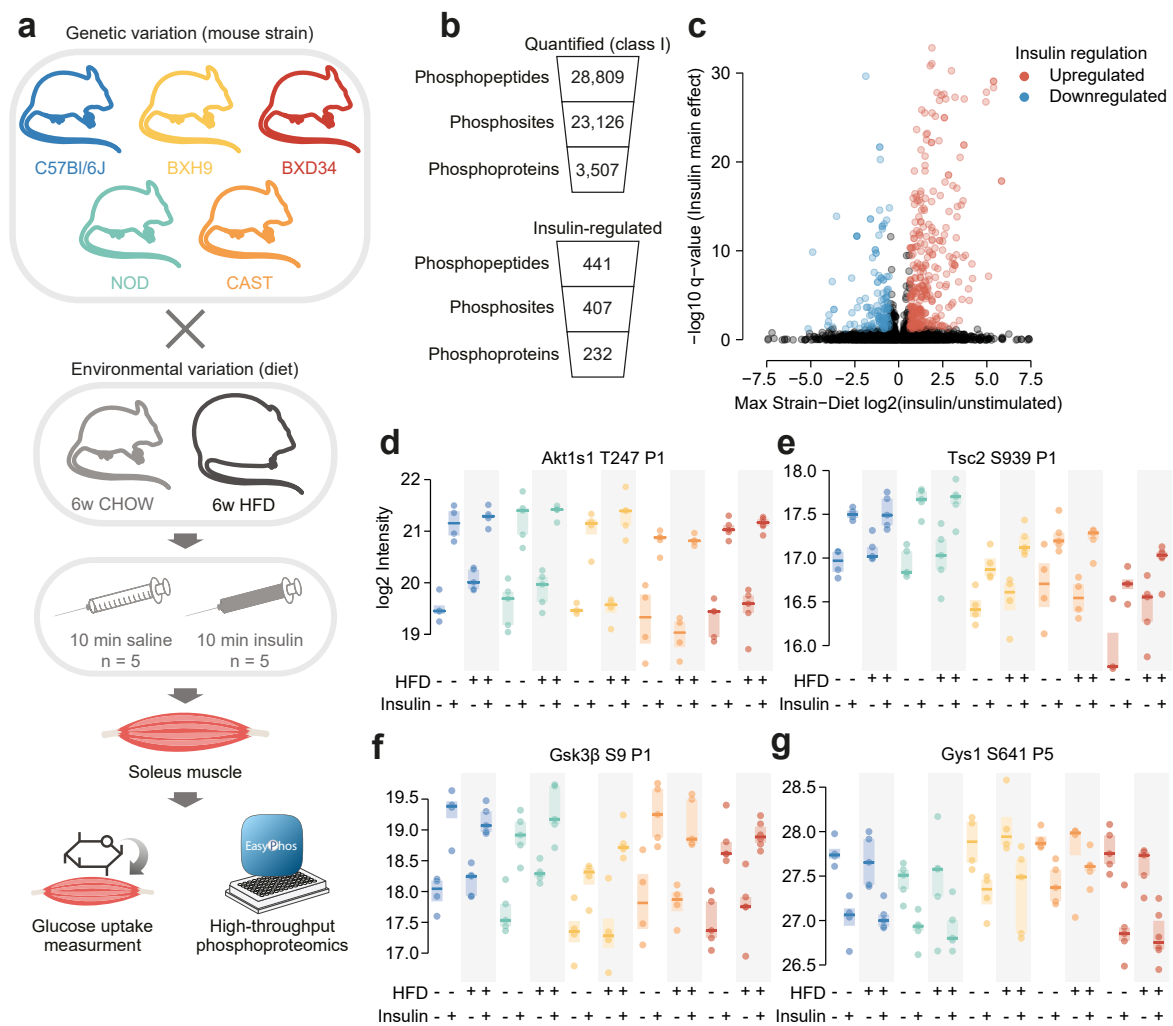 a
Genetic variation (mouse strain)
C57Bl/6J
BXH9
BXD34
NOD
CAST
Environmental variation (diet)
6w CHOW
6w HFD
10 min saline
n = 5
10 min insulin
n = 5
Soleus muscle
O
EasyPhos
Glucose uptake
measurment
High-throughput
phosphoproteomics
b
Quantified (class I)
Phosphopeptides 28,809
Phosphosites 23,126
Phosphoproteins 3,507
Insulin-regulated
Phosphopeptides 441
Phosphosites 407
Phosphoproteins 232
c
−log10 q−value (Insulin main effect)
30
20
10
0
−7.5 −5.0 −2.5 0 2.5 5.0 7.5
Max Strain−Diet log2(insulin/unstimulated)
Insulin regulation
Upregulated
Downregulated
d
Akt1s1 T247 P1
log2 Intensity
22
21
20
19
HFD - - + + - - + + - - + + - - + + - - + +
Insulin - + - + - + - + - + - + - + - + - + - +
e
Tsc2 S939 P1
18.0
17.5
17.0
16.5
16.0
HFD - - + + - - + + - - + + - - + + - - + +
Insulin - + - + - + - + - + - + - + - + - + - +
f
Gsk3β S9 P1
19.5
19.0
18.5
18.0
17.5
17.0
HFD - - + + - - + + - - + + - - + + - - + +
Insulin - + - + - + - + - + - + - + - + - + - +
g
Gys1 S641 P5
28.5
28.0
27.5
27.0
26.5
HFD - - + + - - + + - - + + - - + + - - + +
Insulin - + - + - + - + - + - + - + - + - + - +